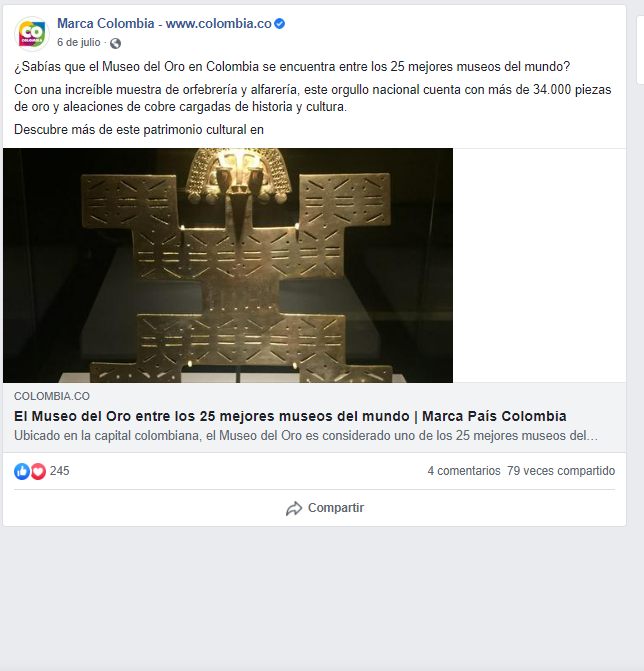 Marca Colombia - www.colombia.co
6 de julio ·
¿Sabías que el Museo del Oro en Colombia se encuentra entre los 25 mejores museos del mundo?
Con una increíble muestra de orfebrería y alfarería, este orgullo nacional cuenta con más de 34.000 piezas
de oro y aleaciones de cobre cargadas de historia y cultura.
Descubre más de este patrimonio cultural en
COLOMBIA.CO
El Museo del Oro entre los 25 mejores museos del mundo | Marca País Colombia
Ubicado en la capital colombiana, el Museo del Oro es considerado uno de los 25 mejores museos del...
245
4 comentarios 79 veces compartido
Compartir